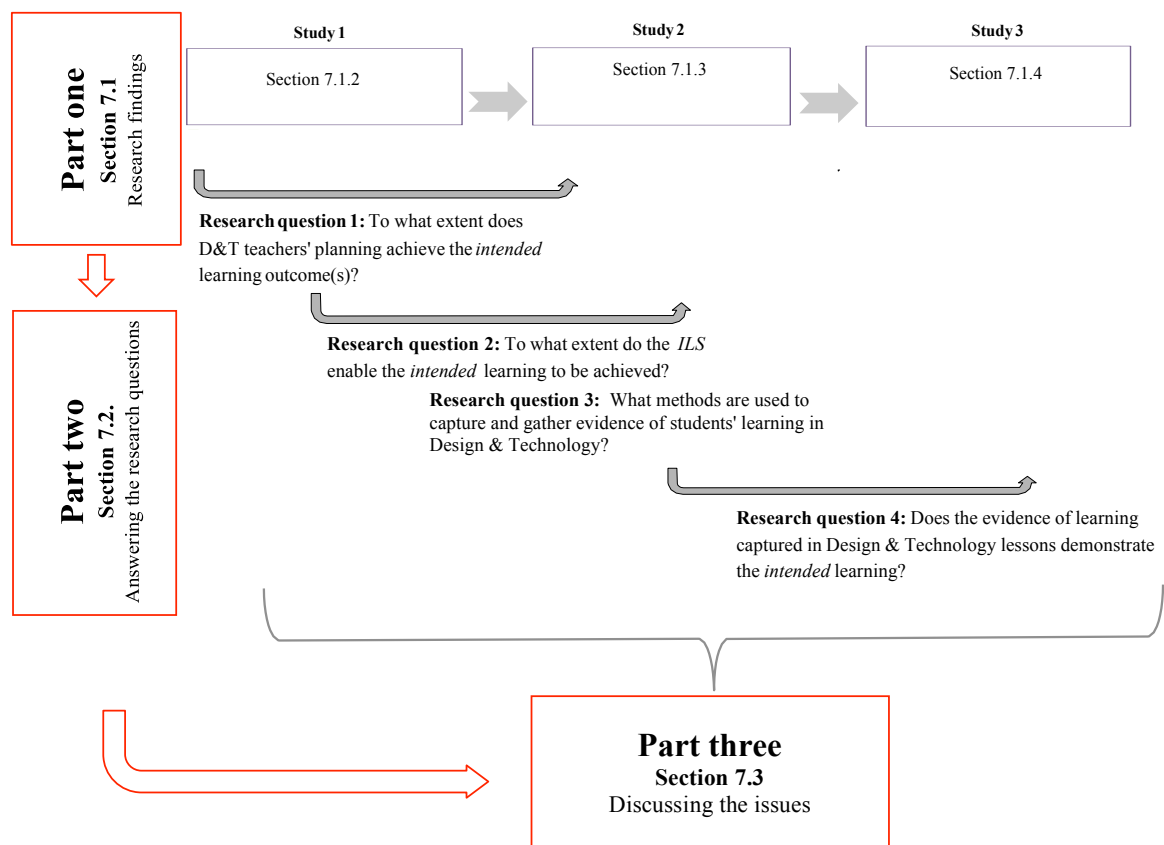 Part one
Section 7.1
Research findings
Study 1
Section 7.1.2
Study 2
Section 7.1.3
Study 3
Section 7.1.4
Research question 1: To what extent does
D&T teachers' planning achieve the intended
learning outcome(s)?
Part two
Section 7.2.
Answering the research questions
Research question 2: To what extent do the ILS
enable the intended learning to be achieved?
Research question 3: What methods are used to
capture and gather evidence of students' learning in
Design & Technology?
Research question 4: Does the evidence of learning
captured in Design & Technology lessons demonstrate
the intended learning?
Part three
Section 7.3
Discussing the issues